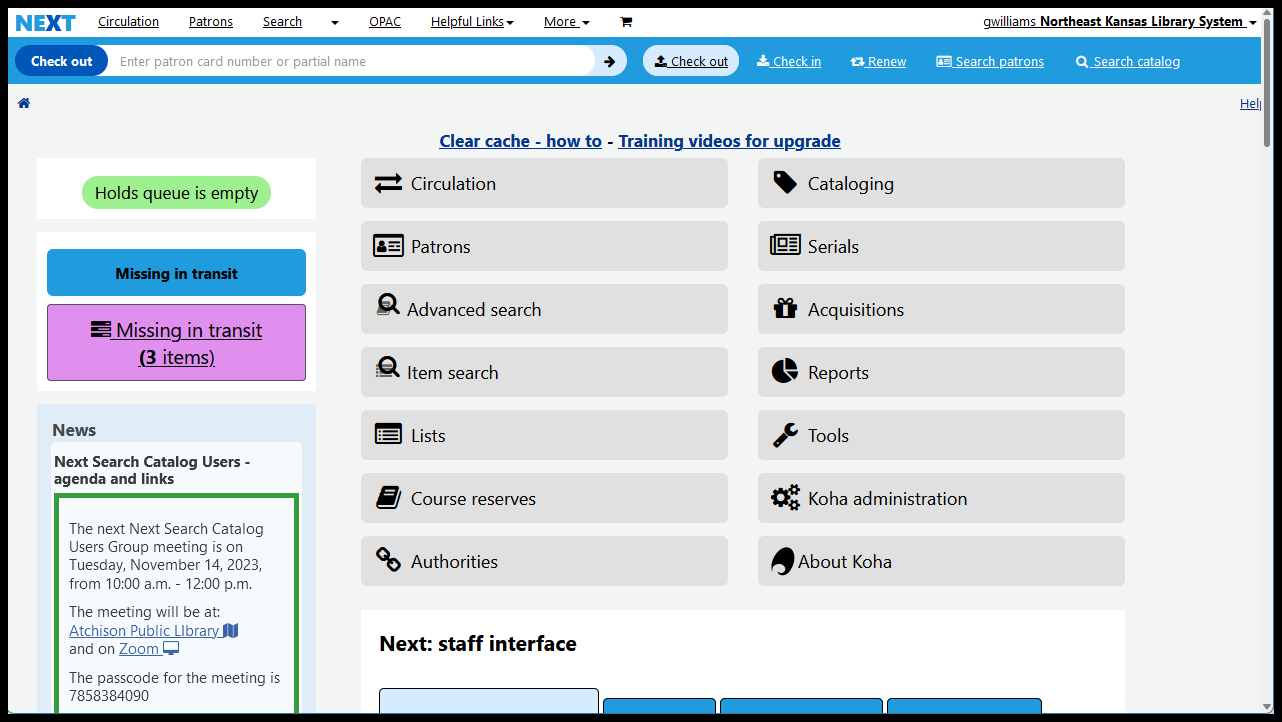 NEXT Circulation Patrons Search OPAC Helpful Links More qwilliams Northeast Kansas Library System
Check out Enter patron card number or partial name Check out Check in Renew Search patrons Search catalog
Help
Clear cache - how to - Training videos for upgrade
Holds queue is empty
Missing in transit
Missing in transit
(3 items)
News
Next Search Catalog Users -
agenda and links
The next Next Search Catalog
Users Group meeting is on
Tuesday, November 14, 2023,
from 10:00 a.m. - 12:00 p.m.
The meeting will be at:
Atchison Public LIbrary
and on Zoom
The passcode for the meeting is
7858384090
Circulation
Patrons
Advanced search
Item search
Lists
Course reserves
Authorities
Cataloging
Serials
Acquisitions
Reports
Tools
Koha administration
About Koha
Next: staff interface